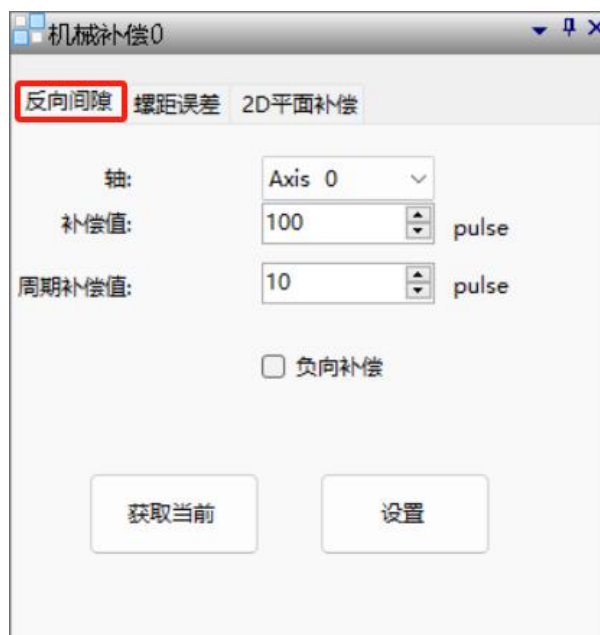 机械补偿0
反向间隙 螺距误差 2D平面补偿
轴: Axis 0
补偿值: 100 pulse
周期补偿值: 10 pulse
负向补偿
获取当前 设置